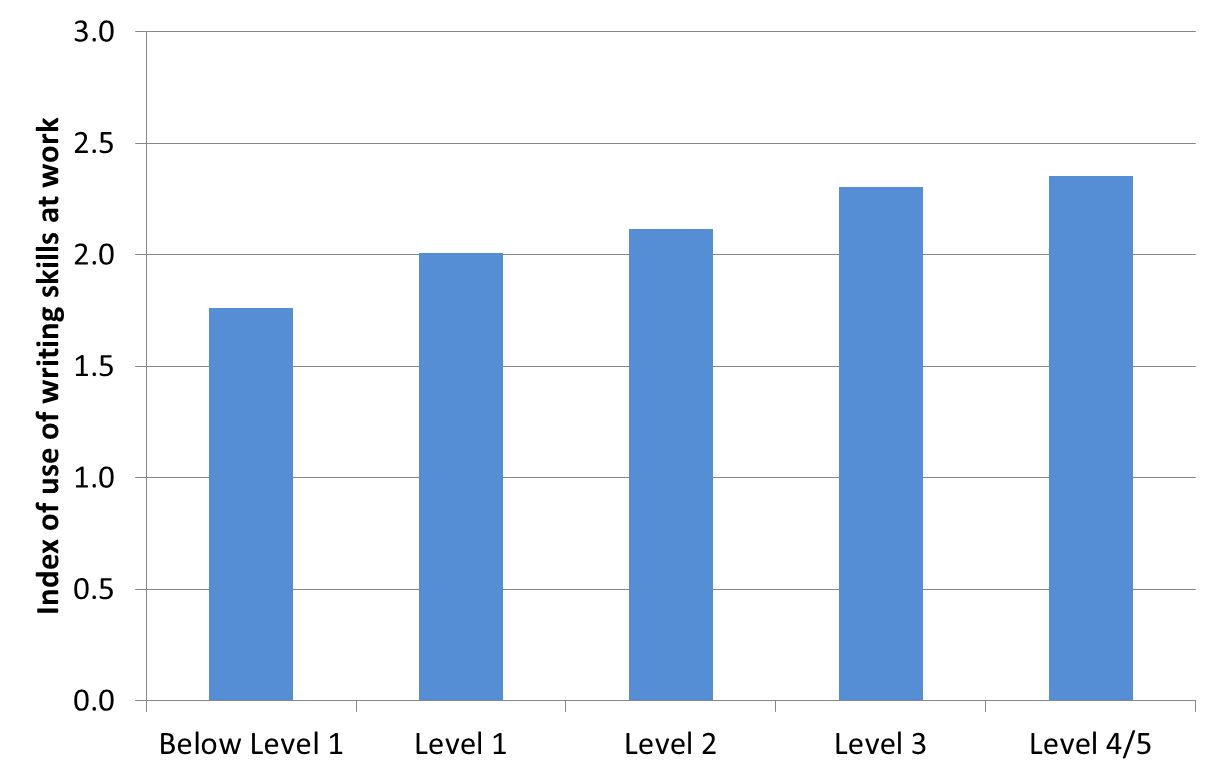 Index of use of writing skills at work
3.0
2.5
2.0
1.5
1.0
0.5
0.0
Below Level 1
Level 1
Level 2
Level 3
Level 4/5